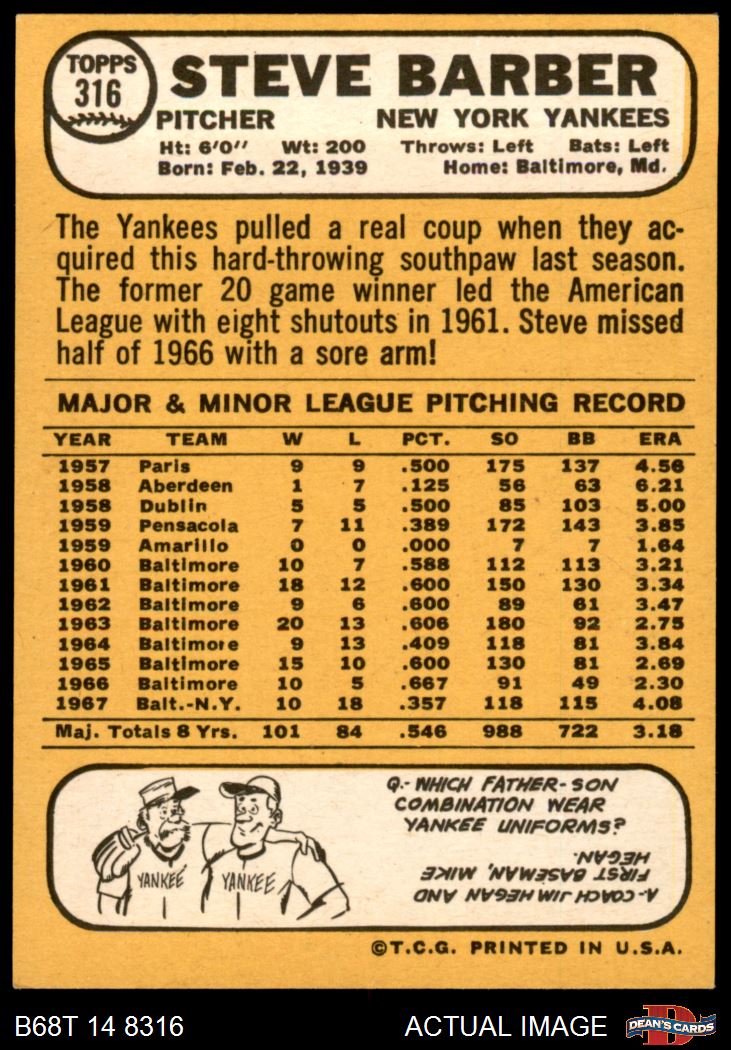 TOPPS
316
STEVE BARBER
PITCHER NEW YORK YANKEES
Ht: 6'0'' Wt: 200 Throws: Left Bats: Left
Born: Feb. 22, 1939 Home: Baltimore, Md.
The Yankees pulled a real coup when they ac-
quired this hard-throwing southpaw last season.
The former 20 game winner led the American
League with eight shutouts in 1961. Steve missed
half of 1966 with a sore arm!
MAJOR & MINOR LEAGUE PITCHING RECORD
YEAR TEAM W L PCT. SO BB ERA
1957 Paris 9 9 .500 175 137 4.56
1958 Aberdeen 1 7 .125 56 63 6.21
1958 Dublin 5 5 .500 85 103 5.00
1959 Pensacola 7 11 .389 172 143 3.85
1959 Amarillo 0 0 .000 7 7 1.64
1960 Baltimore 10 7 .588 112 113 3.21
1961 Baltimore 18 12 .600 150 130 3.34
1962 Baltimore 9 6 .600 89 61 3.47
1963 Baltimore 20 13 .606 180 92 2.75
1964 Baltimore 9 13 .409 118 81 3.84
1965 Baltimore 15 10 .600 130 81 2.69
1966 Baltimore 10 5 .667 91 49 2.30
1967 Balt.-N.Y. 10 18 .357 118 115 4.08
Maj. Totals 8 Yrs. 101 84 .546 988 722 3.18
YANKEE YANKEE
Q.- WHICH FATHER-SON
COMBINATION WEAR
YANKEE UNIFORMS?
A.-COACH JIM HEGAN AND
FIRST BASEMAN, MIKE
HEGAN.
©T.C.G. PRINTED IN U.S.A.
B68T 14 8316 ACTUAL IMAGE
D
DEAN'S CARDS